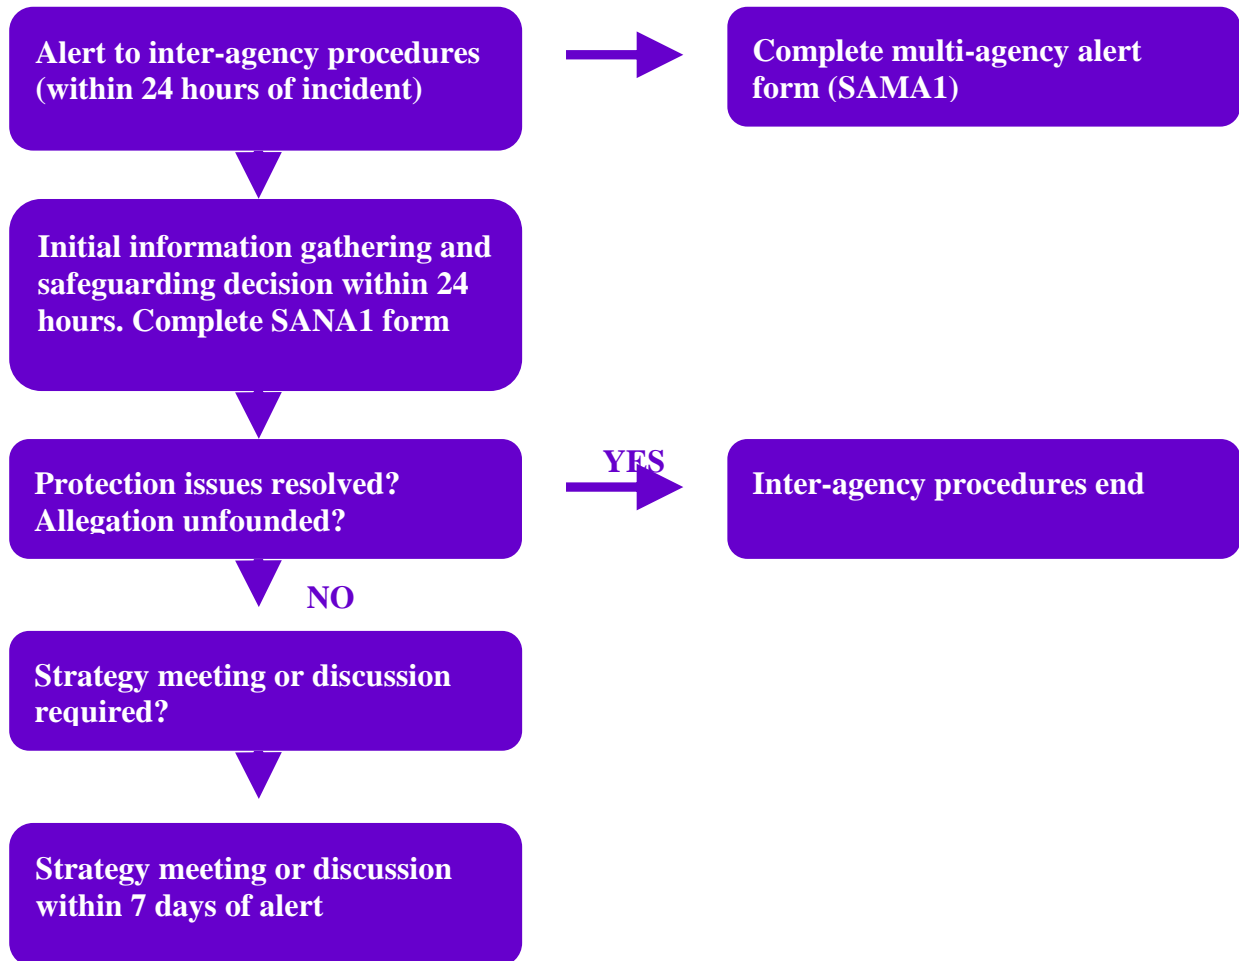 Alert to inter-agency procedures
(within 24 hours of incident)
Complete multi-agency alert
form (SAMA1)
Initial information gathering and
safeguarding decision within 24
hours. Complete SANA1 form
Protection issues resolved?
Allegation unfounded?
YES
Inter-agency procedures end
NO
Strategy meeting or discussion
required?
Strategy meeting or discussion
within 7 days of alert